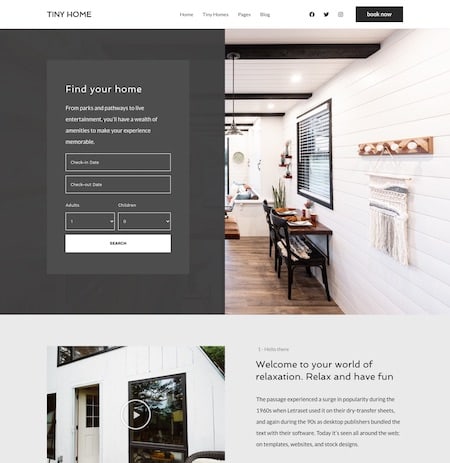 TINY HOME
Home Tiny Homes Pages Blog
book now
Find your home
From parks and pathways to live
entertainment, you'll have a wealth of
amenities to make your experience
memorable.
Check-in Date
Check-out Date
Adults Children
1 0
SEARCH
1 - Hello there
Welcome to your world of
relaxation. Relax and have fun
The passage experienced a surge in popularity during the
1960s when Letraset used it on their dry-transfer sheets,
and again during the 90s as desktop publishers bundled the
text with their software. Today it's seen all around the web;
on templates, websites, and stock designs.